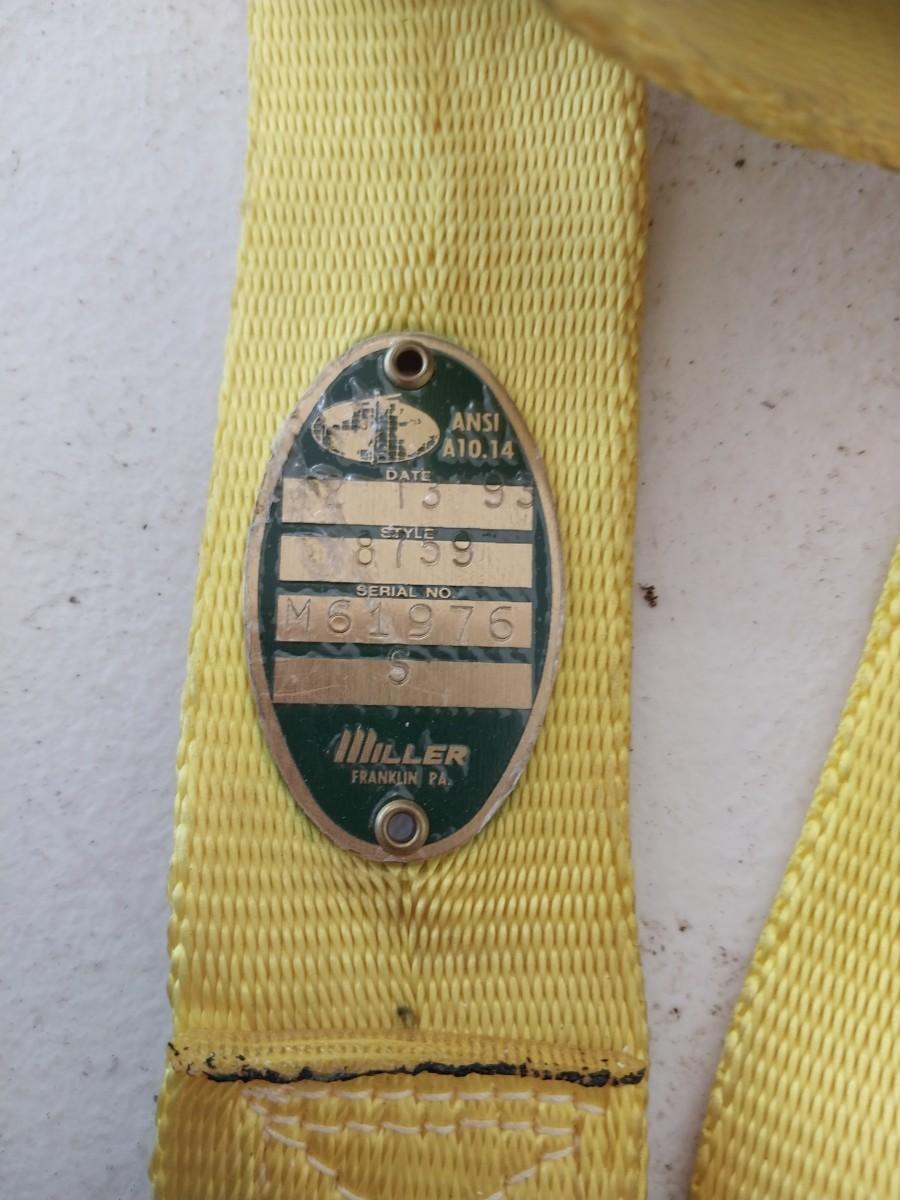 ANSI
A10.14
DATE
13 93
STYLE
8759
SERIAL NO.
M61976
S
MILLER
FRANKLIN PA.